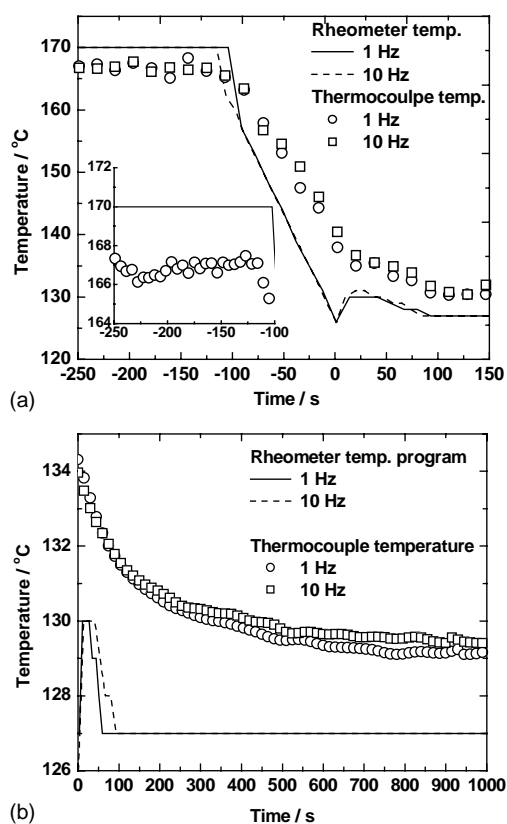 170
160
150
140
130
120
Temperature / °C
Rheometer temp.
1 Hz
10 Hz
Thermocoulpe temp.
1 Hz
10 Hz
172
170
168
166
164
-250 -200 -150 -100
-250 -200 -150 -100 -50 0 50 100 150
Time / s
(a)
134
132
130
128
126
Temperature / °C
Rheometer temp. program
1 Hz
10 Hz
Thermocouple temperature
1 Hz
10 Hz
0 100 200 300 400 500 600 700 800 900 1000
Time / s
(b)